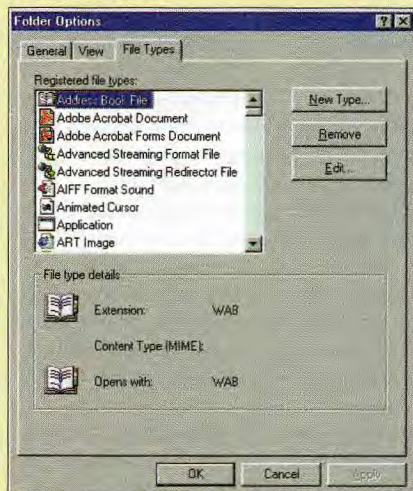 Folder Options
General View File Types
Registered file types:
Address Book File
Adobe Acrobat Document
Adobe Acrobat Forms Document
Advanced Streaming Format File
Advanced Streaming Redirector File
AIFF Format Sound
Animated Cursor
Application
ART Image
New Type...
Remove
Edit...
File type details
Extension: WAB
Content Type (MIME):
Opens with: WAB
OK Cancel Apply